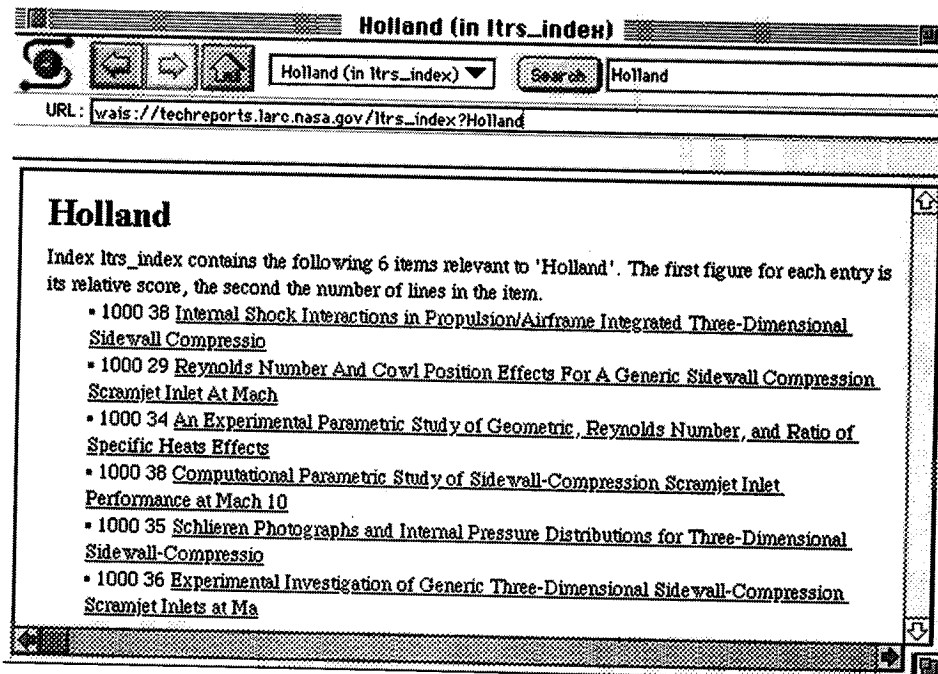 Holland (in ltrs_index)
Holland (in ltrs_index) Search Holland
URL: wais://techreports.larc.nasa.gov/ltrs_index?Holland
Holland
Index ltrs_index contains the following 6 items relevant to 'Holland'. The first figure for each entry is
its relative score, the second the number of lines in the item.
▪ 1000 38 Internal Shock Interactions in Propulsion/Airframe Integrated Three-Dimensional
Sidewall Compressio
▪ 1000 29 Reynolds Number And Cowl Position Effects For A Generic Sidewall Compression
Scramjet Inlet At Mach
▪ 1000 34 An Experimental Parametric Study of Geometric, Reynolds Number, and Ratio of
Specific Heats Effects
▪ 1000 38 Computational Parametric Study of Sidewall-Compression Scramjet Inlet
Performance at Mach 10
▪ 1000 35 Schlieren Photographs and Internal Pressure Distributions for Three-Dimensional
Sidewall-Compressio
▪ 1000 36 Experimental Investigation of Generic Three-Dimensional Sidewall-Compression
Scramjet Inlets at Ma